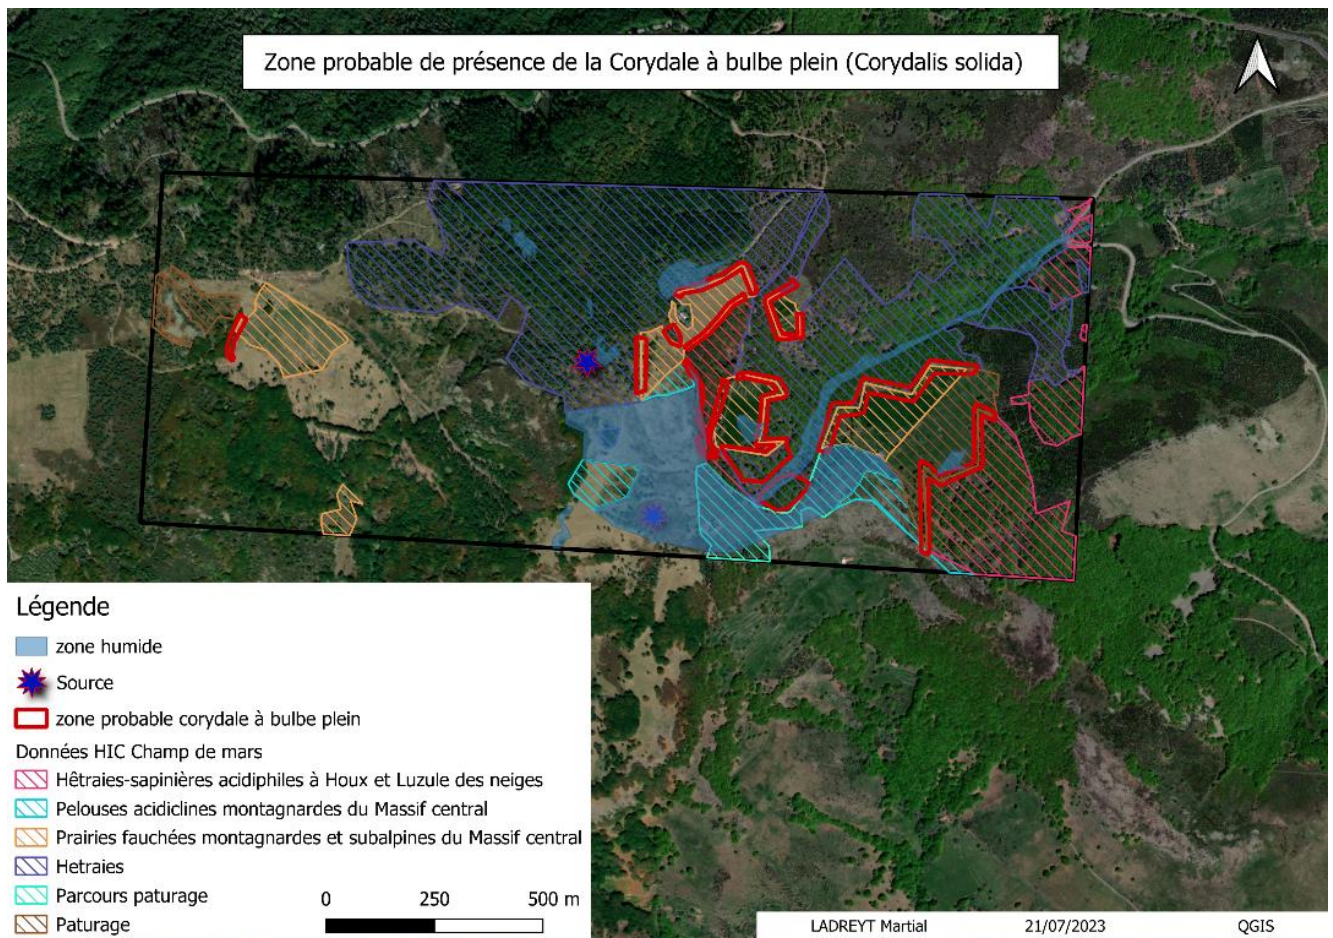 Zone probable de présence de la Corydale à bulbe plein (Corydalis solida)
Légende
zone humide
Source
zone probable corydale à bulbe plein
Données HIC Champ de mars
Hêtraies-sapinières acidiphiles à Houx et Luzule des neiges
Pelouses acidiclines montagnardes du Massif central
Prairies fauchées montagnardes et subalpines du Massif central
Hetraies
Parcours paturage
Paturage
0 250 500 m
LADREYT Martial 21/07/2023 QGIS